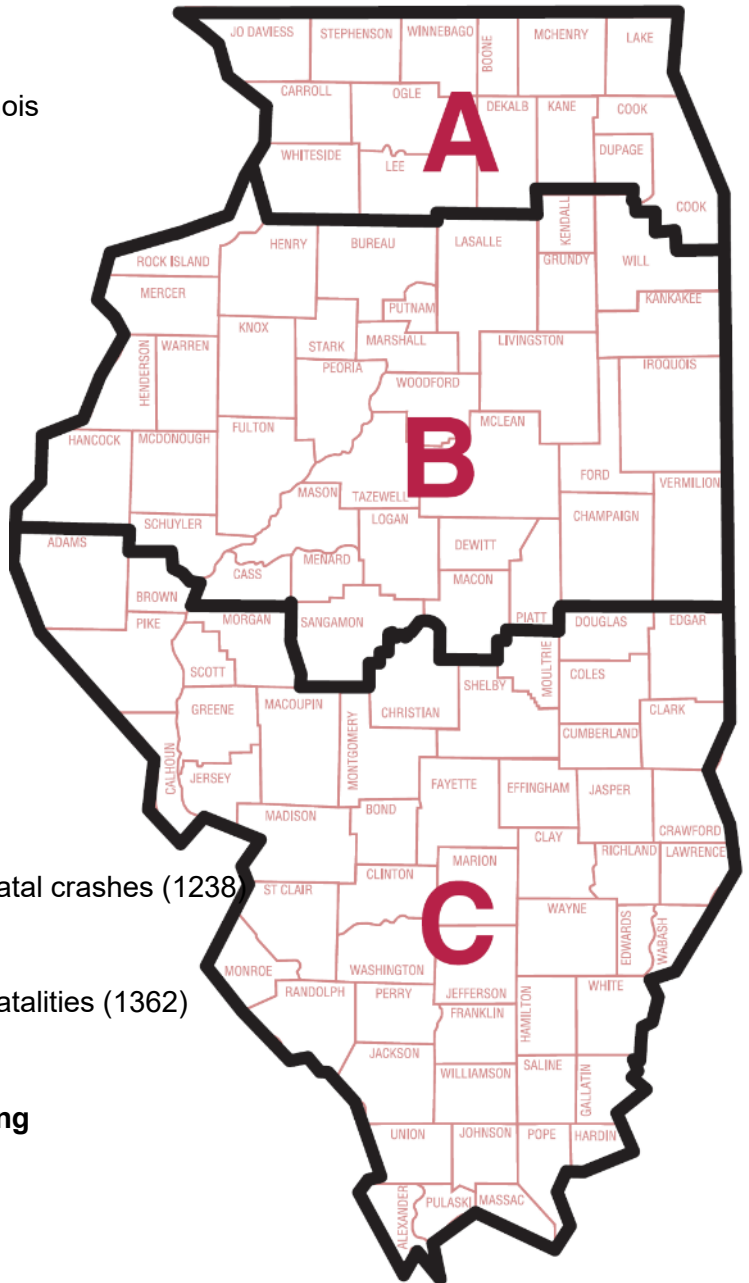 JO DAVIESS
STEPHENSON
WINNEBAGO
BOONE
MCHENRY
LAKE
ois
CARROLL
OGLE
DEKALB
KANE
COOK
A
WHITESIDE
LEE
DUPAGE
COOK
KENDALL
ROCK ISLAND
HENRY
BUREAU
LASALLE
GRUNDY
WILL
MERCER
PUTNAM
KANKAKEE
KNOX
STARK
MARSHALL
LIVINGSTON
HENDERSON
WARREN
PEORIA
IROQUOIS
WOODFORD
HANCOCK
MCDONOUGH
FULTON
MCLEAN
B
FORD
VERMILION
MASON
TAZEWELL
CHAMPAIGN
SCHUYLER
LOGAN
ADAMS
DEWITT
CASS
MENARD
MACON
BROWN
PIKE
MORGAN
SANGAMON
PIATT
DOUGLAS
EDGAR
SCOTT
MOULTRIE
COLES
SHELBY
GREENE
MACOUPIN
CHRISTIAN
CLARK
MONTGOMERY
CUMBERLAND
CALHOUN
JERSEY
FAYETTE
EFFINGHAM
JASPER
MADISON
BOND
CLAY
CRAWFORD
MARION
RICHLAND
LAWRENCE
CLINTON
atal crashes (1238)
ST CLAIR
C
WAYNE
EDWARDS
WABASH
MONROE
WASHINGTON
WHITE
atalities (1362)
RANDOLPH
PERRY
JEFFERSON
HAMILTON
FRANKLIN
JACKSON
SALINE
WILLIAMSON
GALLATIN
ng
UNION
JOHNSON
POPE
HARDIN
ALEXANDER
PULASKI
MASSAC